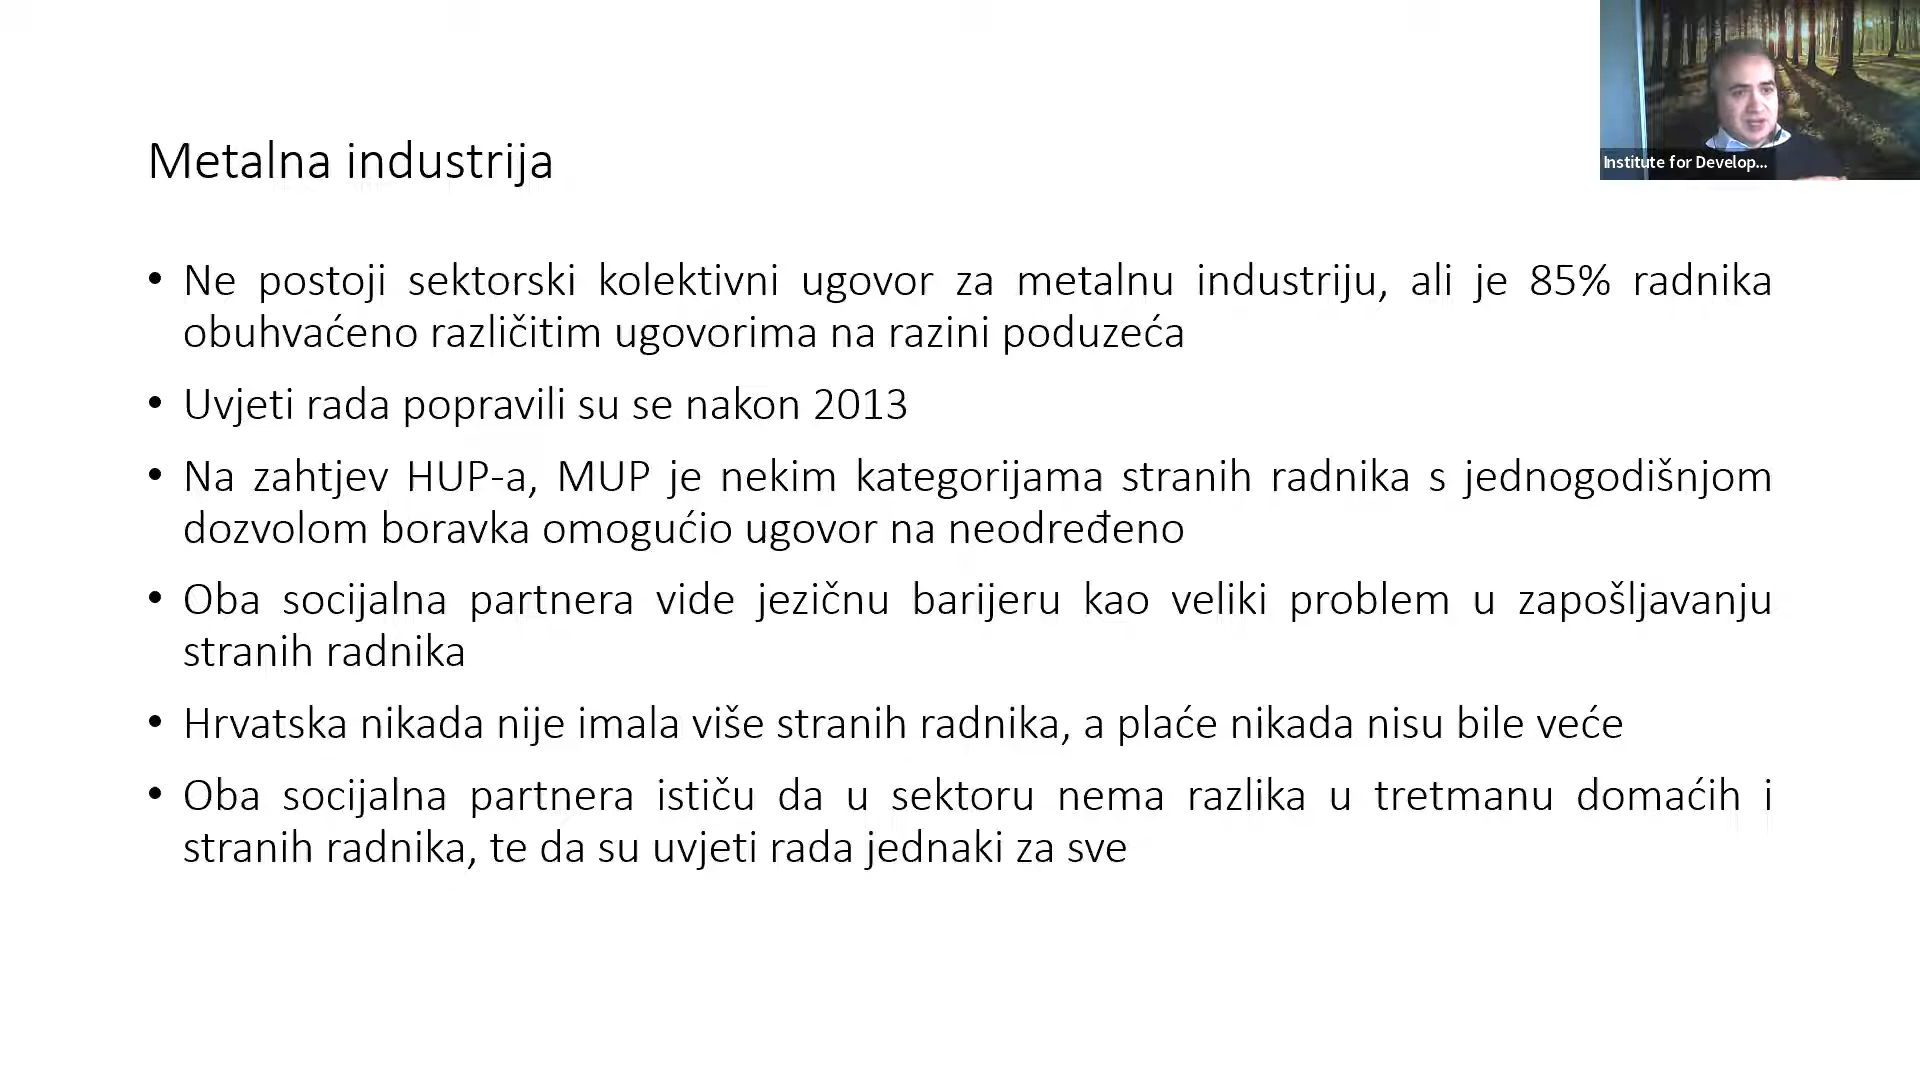 Institute for Develop...
Metalna industrija
• Ne postoji sektorski kolektivni ugovor za metalnu industriju, ali je 85% radnika
obuhvaćeno različitim ugovorima na razini poduzeća
• Uvjeti rada popravili su se nakon 2013
• Na zahtjev HUP-a, MUP je nekim kategorijama stranih radnika s jednogodišnjom
dozvolom boravka omogućio ugovor na neodređeno
• Oba socijalna partnera vide jezičnu barijeru kao veliki problem u zapošljavanju
stranih radnika
• Hrvatska nikada nije imala više stranih radnika, a plaće nikada nisu bile veće
• Oba socijalna partnera ističu da u sektoru nema razlika u tretmanu domaćih i
stranih radnika, te da su uvjeti rada jednaki za sve